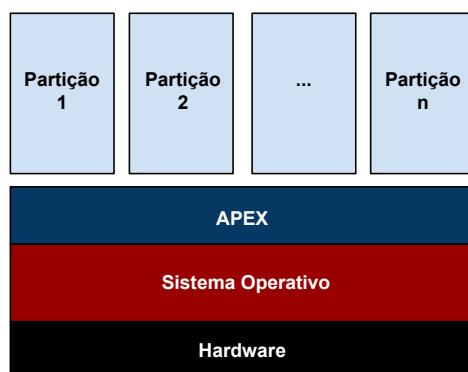 Partição
1
Partição
2
...
Partição
n
APEX
Sistema Operativo
Hardware